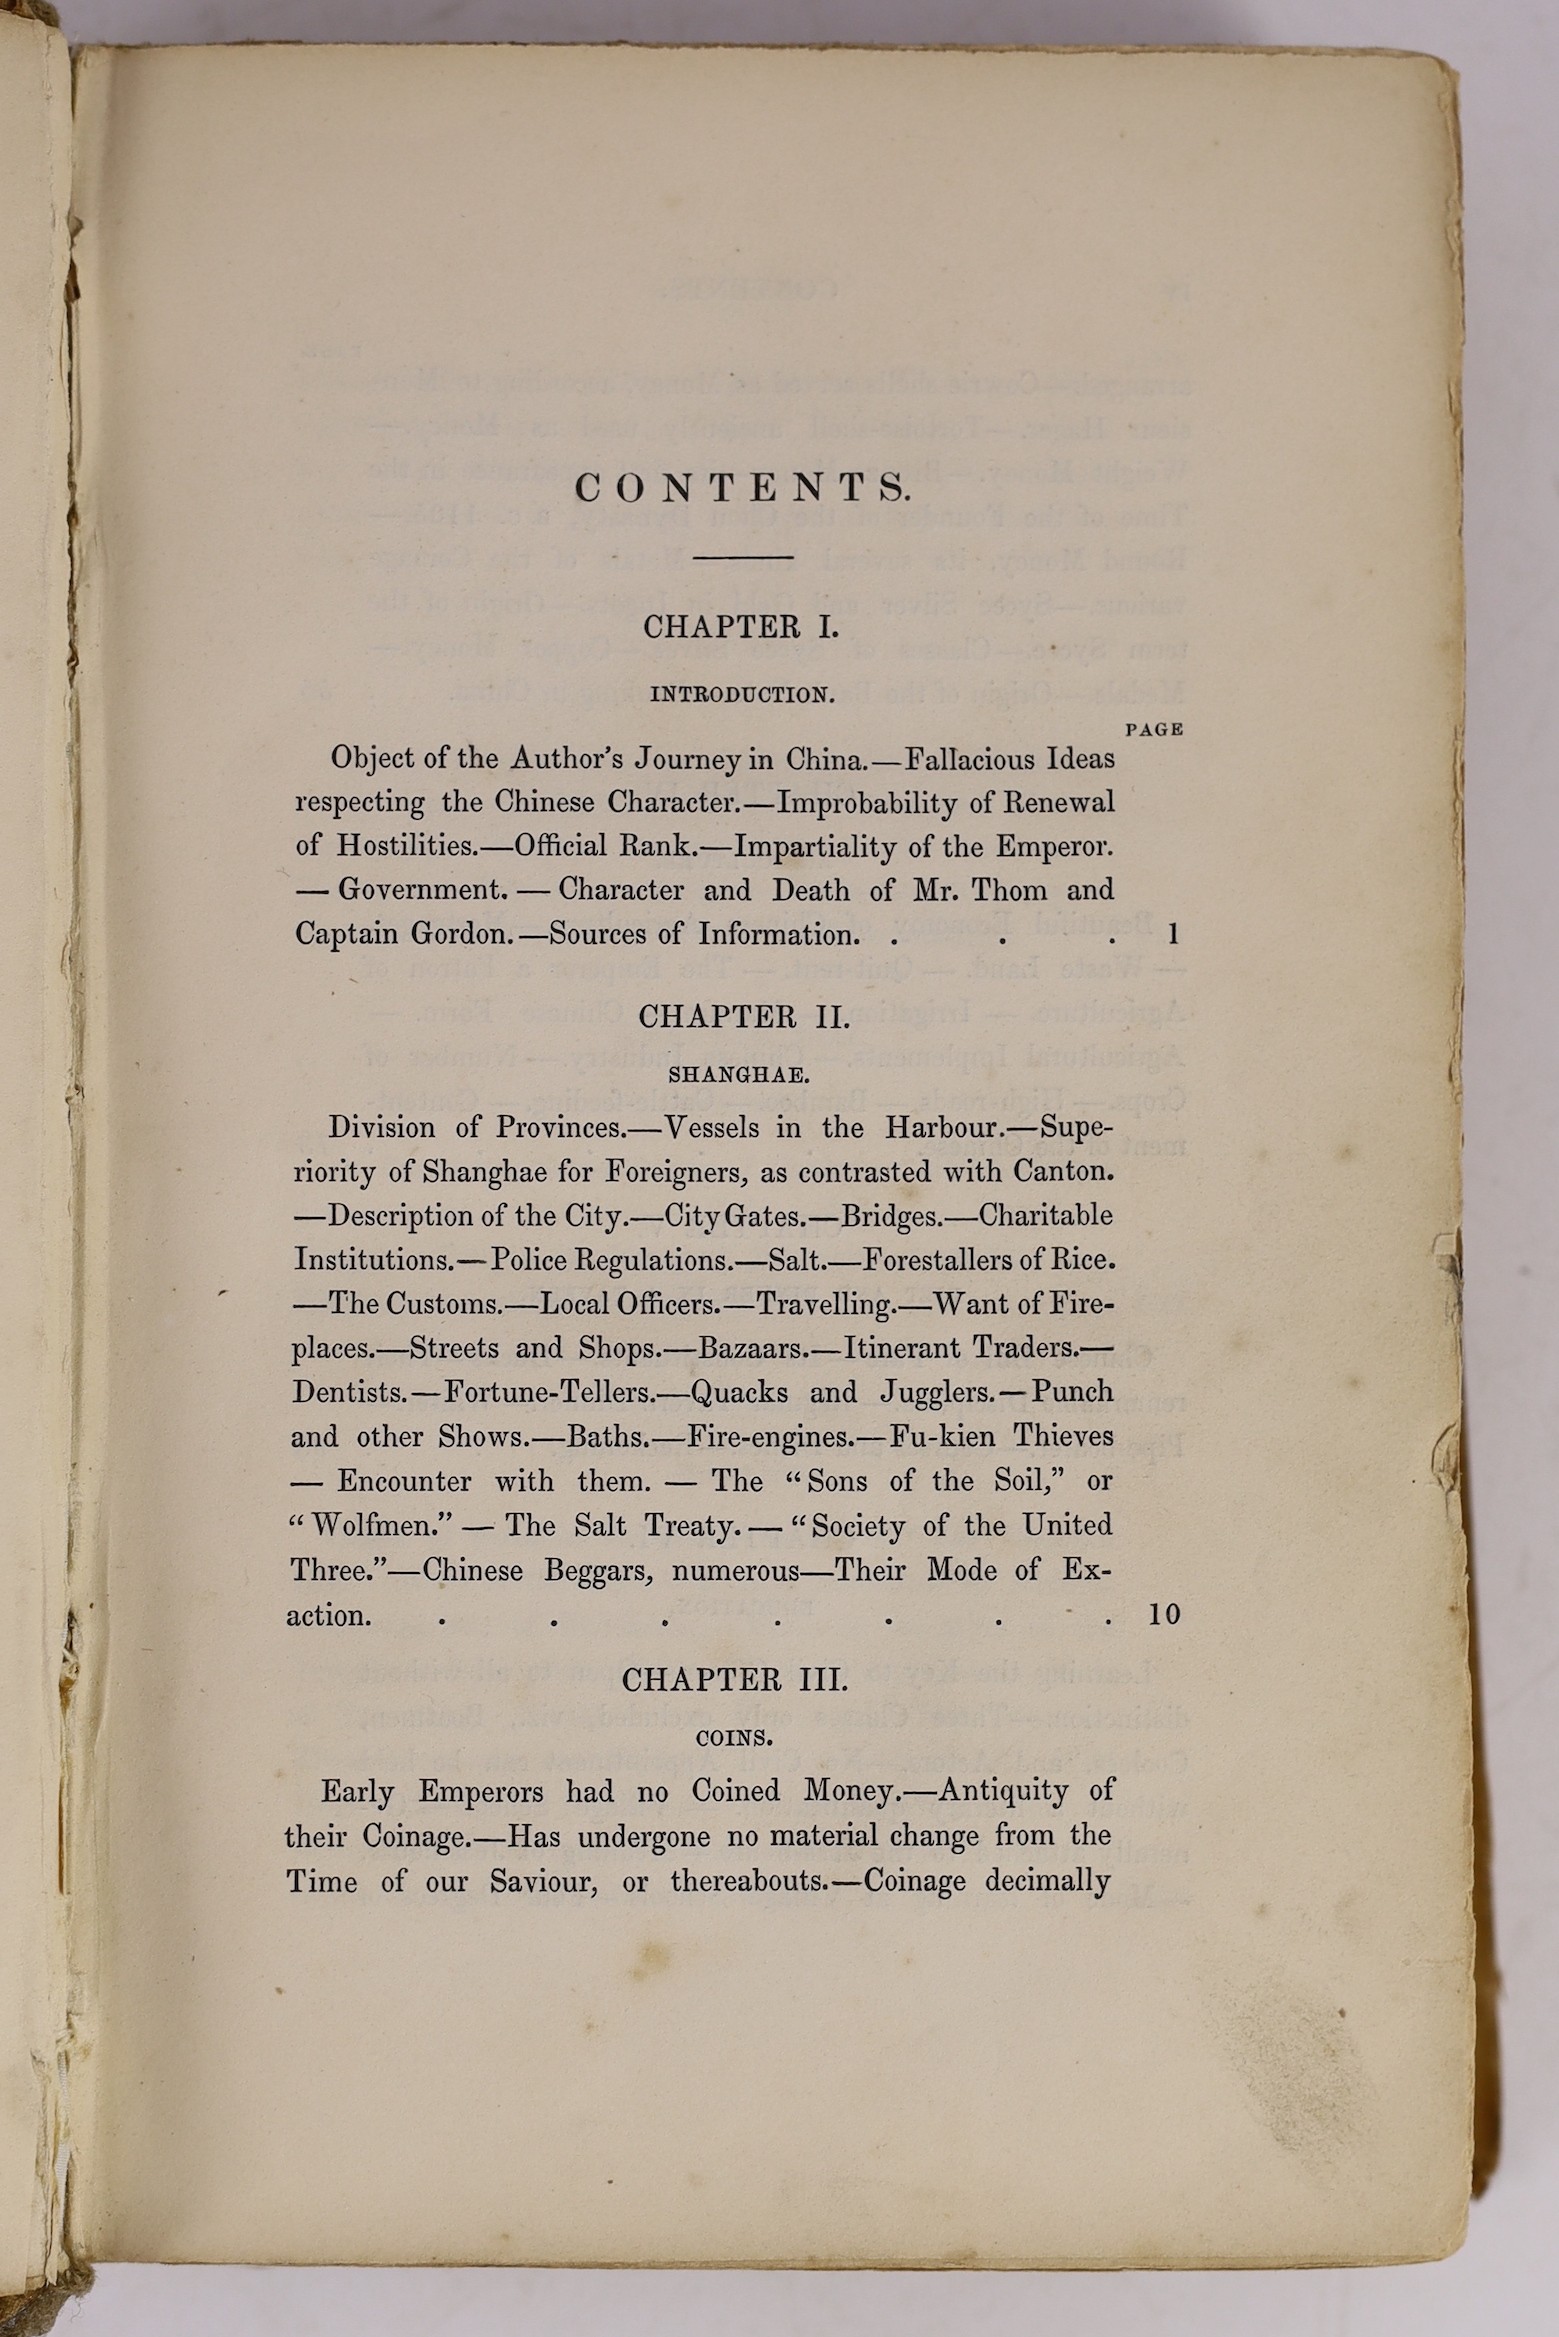 CONTENTS.
CHAPTER I.
INTRODUCTION.
PAGE
Object of the Author's Journey in China.—Fallacious Ideas
respecting the Chinese Character.—Improbability of Renewal
of Hostilities.—Official Rank.—Impartiality of the Emperor.
— Government. — Character and Death of Mr. Thom and
Captain Gordon.—Sources of Information. . . . 1
CHAPTER II.
SHANGHAE.
Division of Provinces.—Vessels in the Harbour.—Supe-
riority of Shanghae for Foreigners, as contrasted with Canton.
—Description of the City.—City Gates.—Bridges.—Charitable
Institutions.—Police Regulations.—Salt.—Forestallers of Rice.
—The Customs.—Local Officers.—Travelling.—Want of Fire-
places.—Streets and Shops.—Bazaars.—Itinerant Traders.—
Dentists.—Fortune-Tellers.—Quacks and Jugglers.—Punch
and other Shows.—Baths.—Fire-engines.—Fu-kien Thieves
— Encounter with them. — The “Sons of the Soil,” or
“Wolfmen.” — The Salt Treaty. — “Society of the United
Three.”—Chinese Beggars, numerous—Their Mode of Ex-
action. . . . . . . . 10
CHAPTER III.
COINS.
Early Emperors had no Coined Money.—Antiquity of
their Coinage.—Has undergone no material change from the
Time of our Saviour, or thereabouts.—Coinage decimally